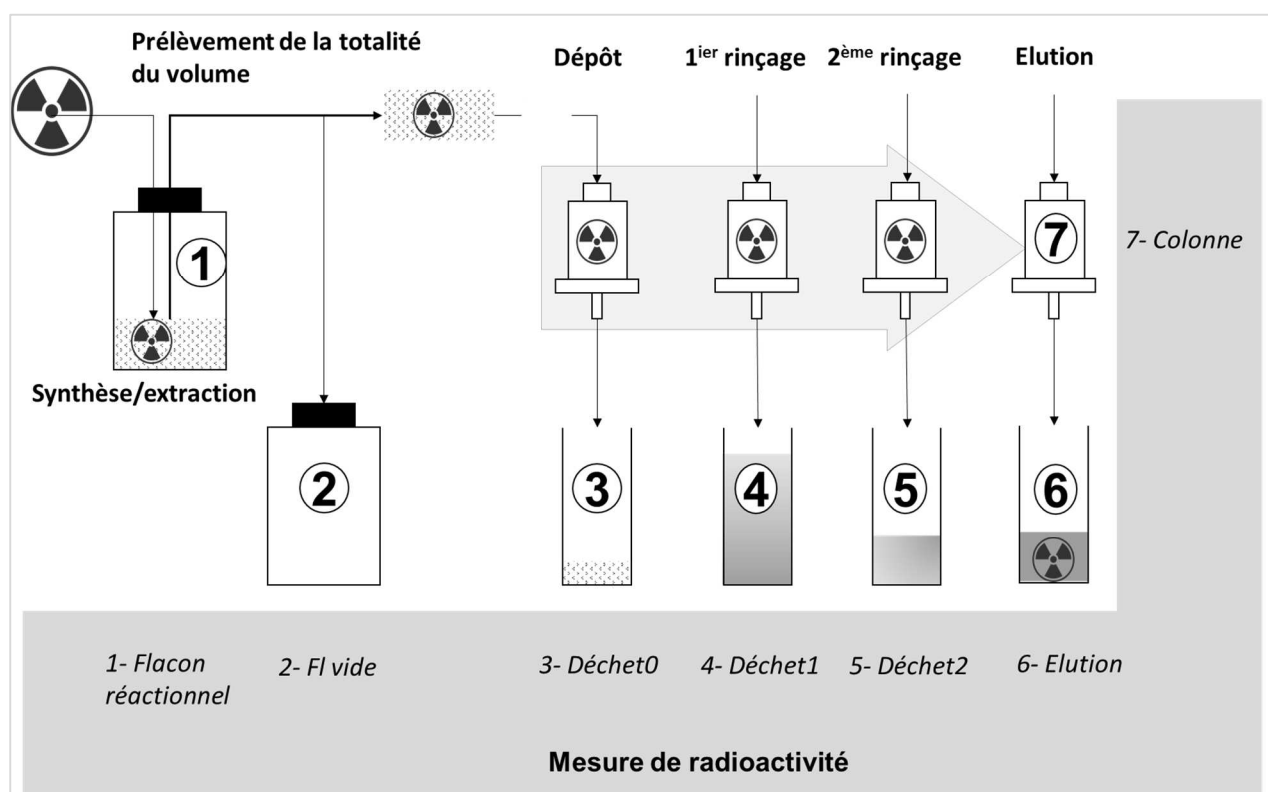 Prélèvement de la totalité
du volume
Dépôt
1ier rinçage
2ème rinçage
Elution
1
7
7- Colonne
Synthèse/extraction
2
3
4
5
6
1- Flacon
réactionnel
2- Fl vide
3- Déchet0
4- Déchet1
5- Déchet2
6- Elution
Mesure de radioactivité